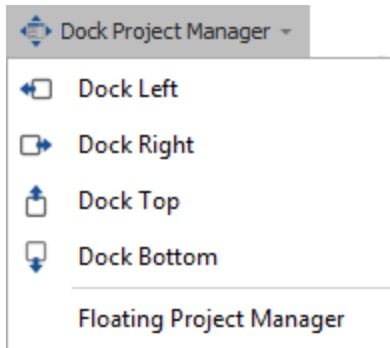 Dock Project Manager
Dock Left
Dock Right
Dock Top
Dock Bottom
Floating Project Manager